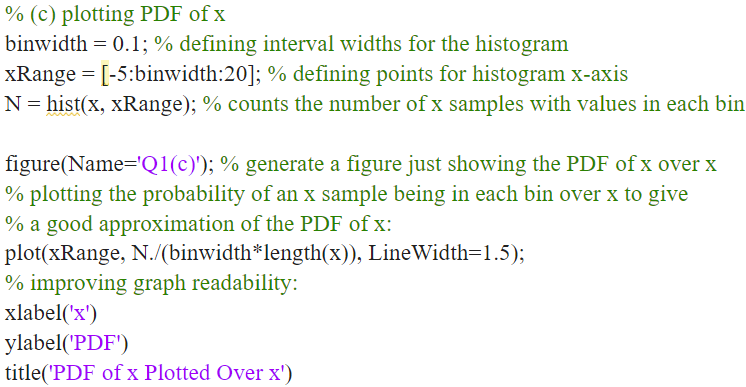 % (c) plotting PDF of x
binwidth = 0.1; % defining interval widths for the histogram
xRange = [-5:binwidth:20]; % defining points for histogram x-axis
N = hist(x, xRange); % counts the number of x samples with values in each bin
figure(Name='Q1(c)'); % generate a figure just showing the PDF of x over x
% plotting the probability of an x sample being in each bin over x to give
% a good approximation of the PDF of x:
plot(xRange, N./(binwidth*length(x)), LineWidth=1.5);
% improving graph readability:
xlabel('x')
ylabel('PDF')
title('PDF of x Plotted Over x')